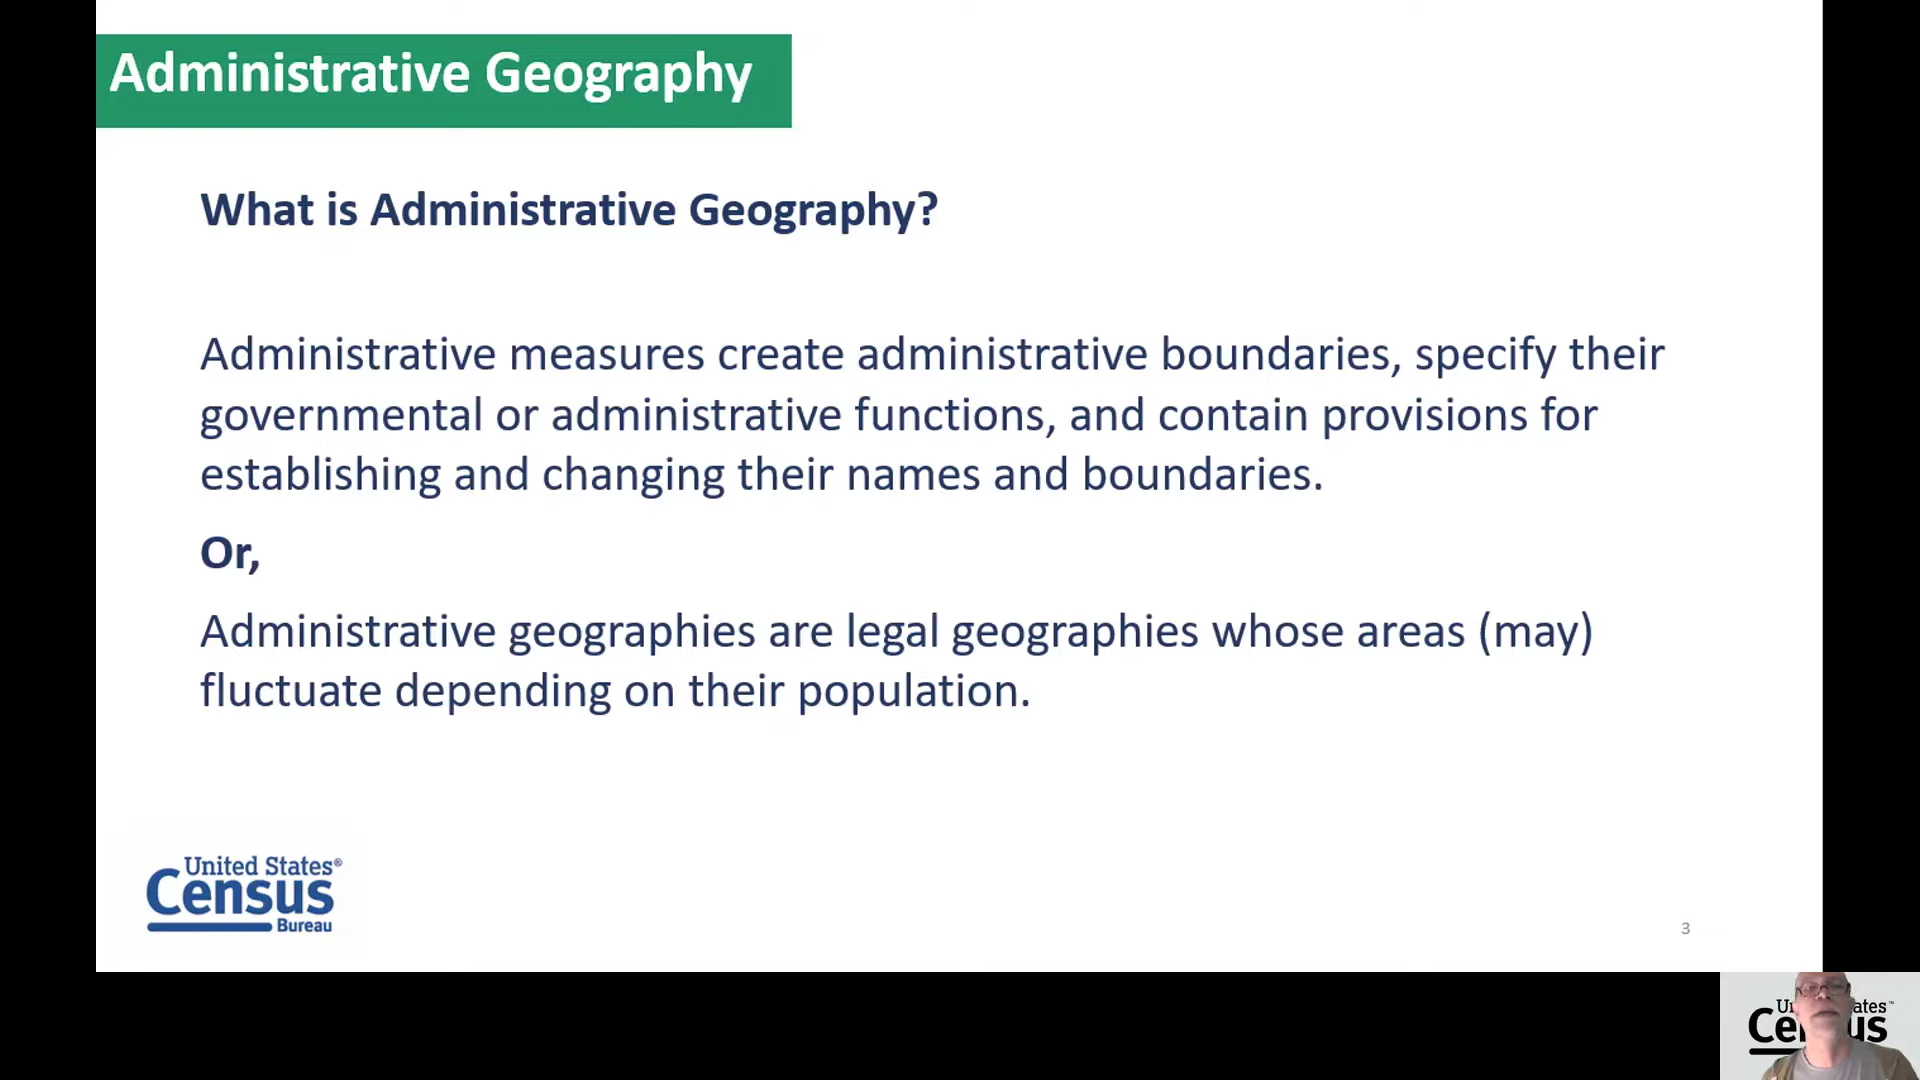 Administrative Geography
What is Administrative Geography?
Administrative measures create administrative boundaries, specify their
governmental or administrative functions, and contain provisions for
establishing and changing their names and boundaries.
Or,
Administrative geographies are legal geographies whose areas (may)
fluctuate depending on their population.
United States®
Census
Bureau
3